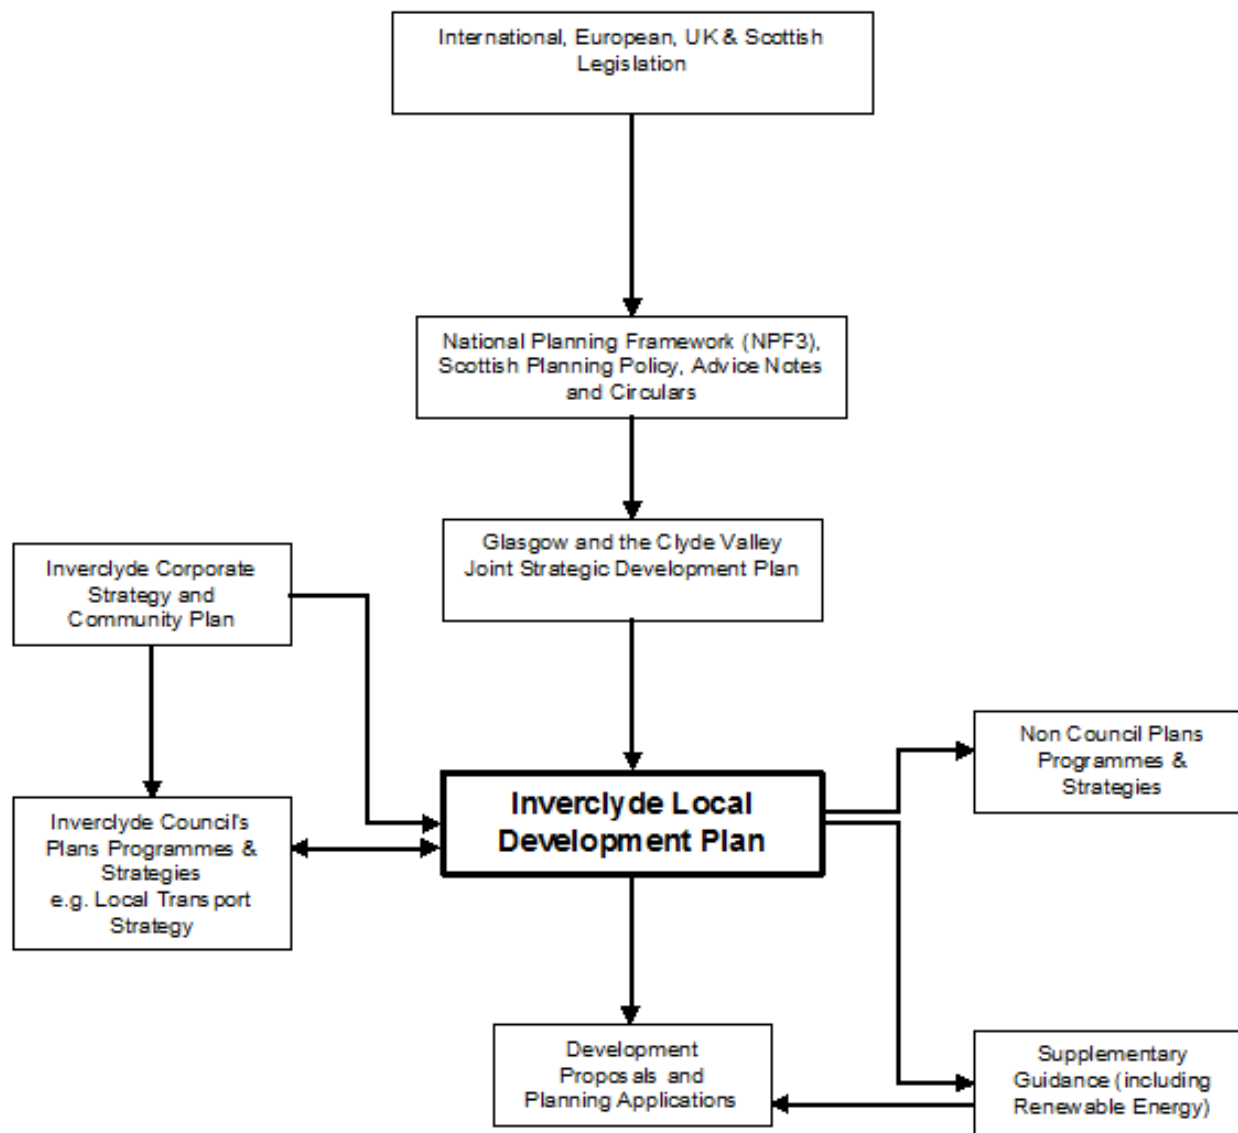 International, European, UK & Scottish
Legislation
National Planning Framework (NPF3),
Scottish Planning Policy, Advice Notes
and Circulars
Glasgow and the Clyde Valley
Joint Strategic Development Plan
Inverclyde Corporate
Strategy and
Community Plan
Non Council Plans
Programmes &
Strategies
Inverclyde Local
Development Plan
Inverclyde Council's
Plans Programmes &
Strategies
e.g. Local Transport
Strategy
Development
Proposals and
Planning Applications
Supplementary
Guidance (including
Renewable Energy)